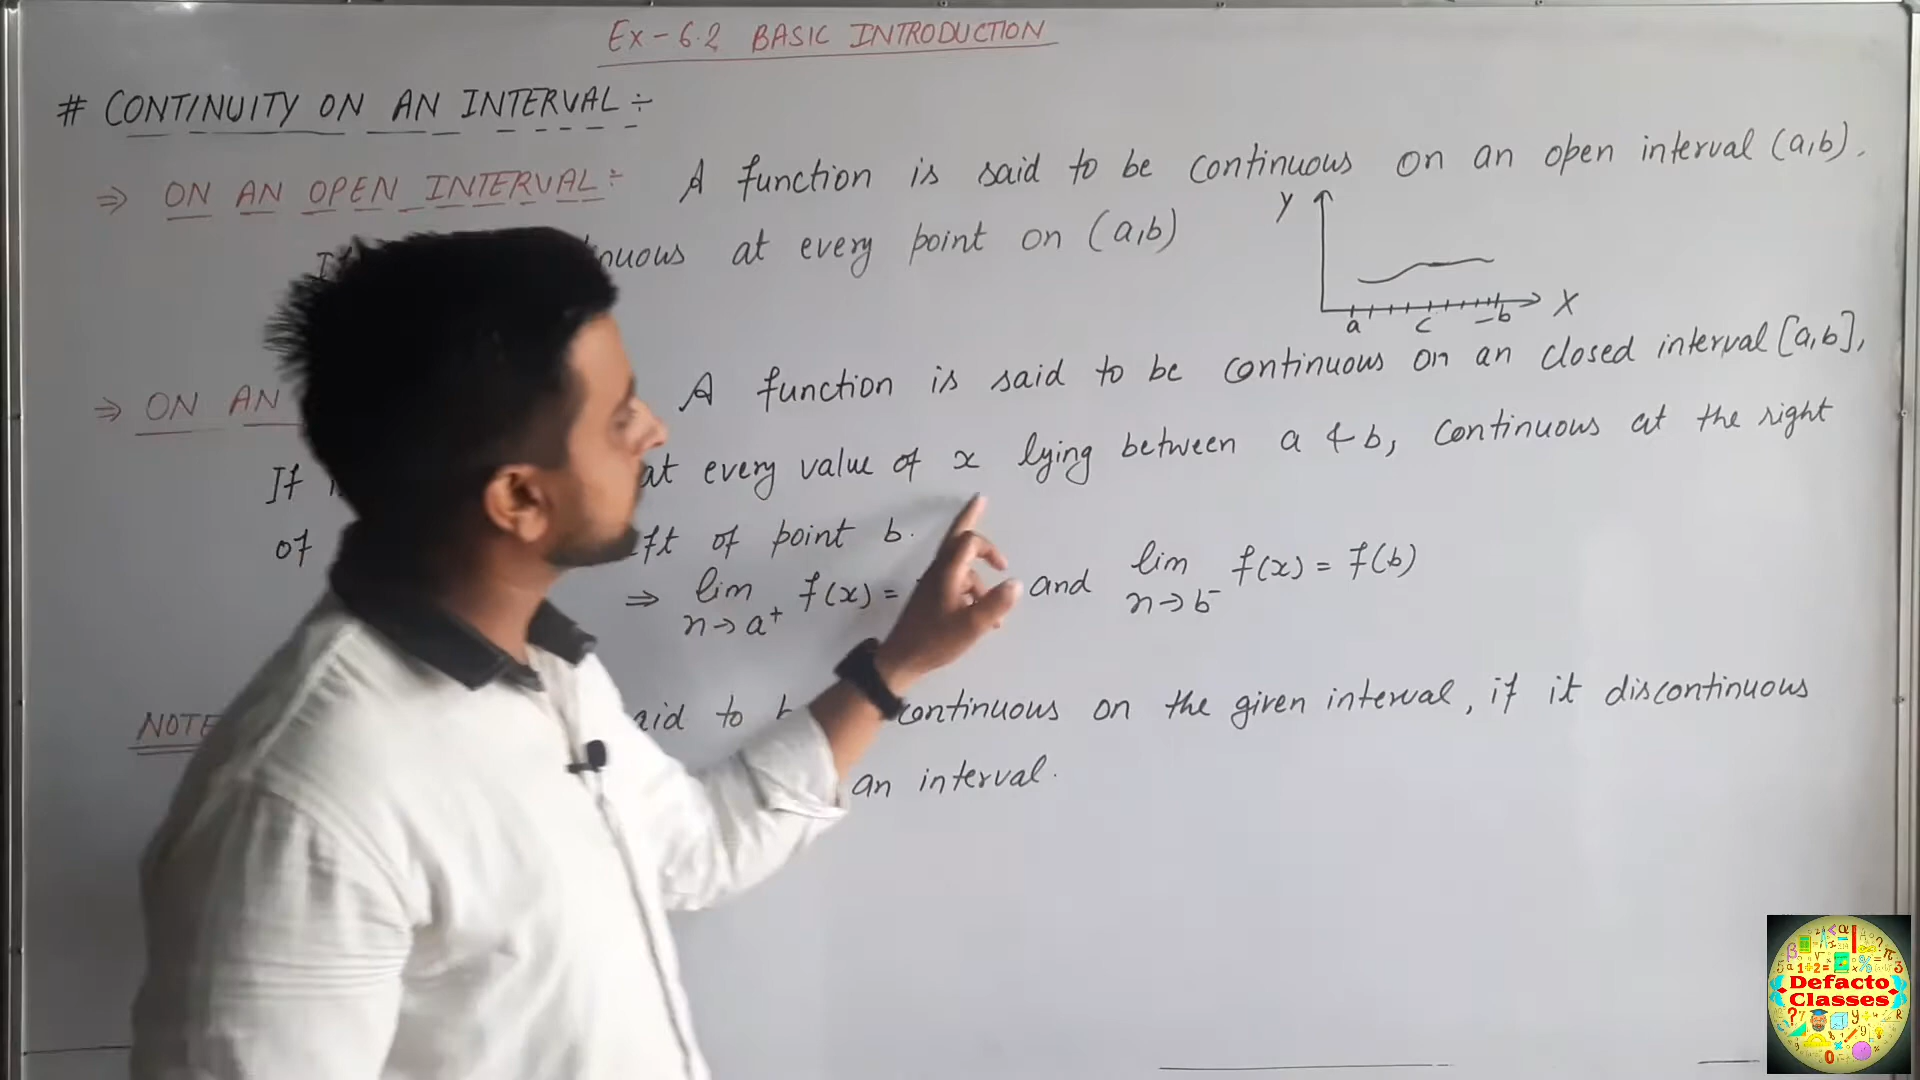 Ex-6.2 BASIC INTRODUCTION
# CONTINUITY ON AN INTERVAL ÷
⇒ ON AN OPEN INTERVAL ÷ A function is said to be continuous on an open interval (a,b).
nuous at every point on (a,b)
Y
a c b X
⇒ ON AN A function is said to be continuous on an closed interval [a,b],
If at every value of x lying between a & b, continuous at the right
of of point b.
⇒ lim f(x) = and lim f(x) = f(b)
n→a⁺ n→b⁻
NOTE said to continuous on the given interval, if it discontinuous
an interval.
Defacto
Classes